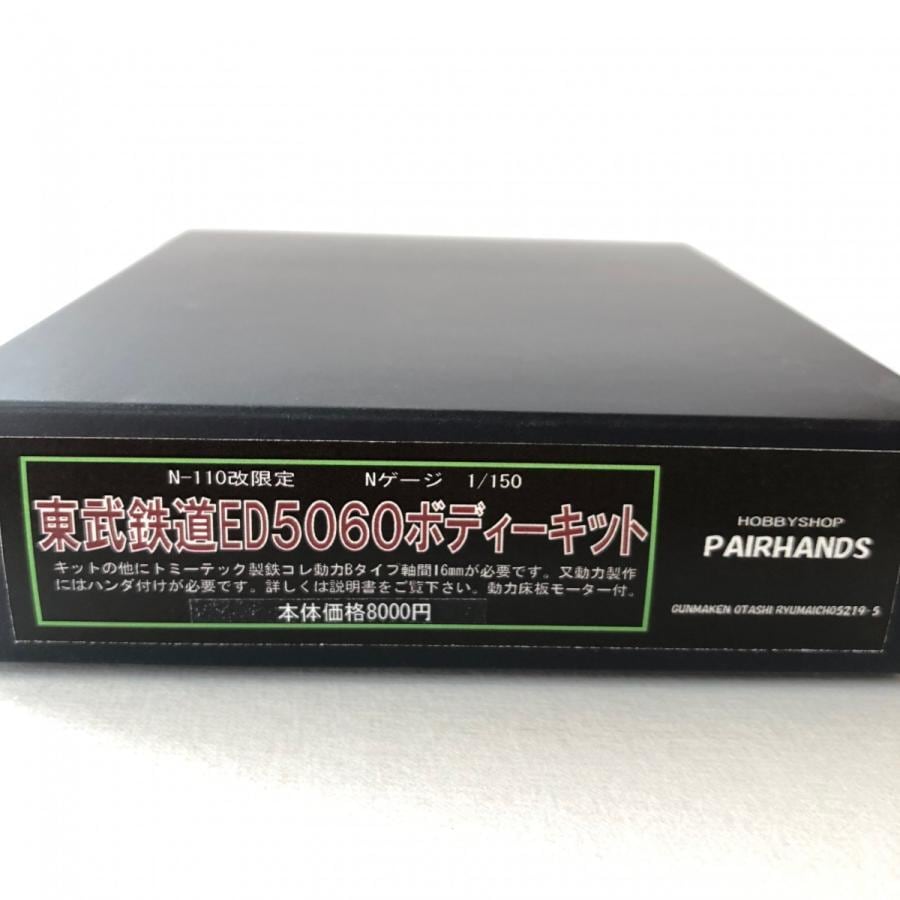 N-110改限定 Nゲージ 1/150
東武鉄道ED5060ボディーキット
キットの他にトミーテック製鉄コレ動力Bタイプ軸間16mmが必要です。又動力製作
にはハンダ付けが必要です。詳しくは説明書をご覧下さい。動力床板モーター付。
本体価格8000円
HOBBYSHOP
PAIRHANDS
GUNMAKEN OTASHI RYUMAICHO5219-5